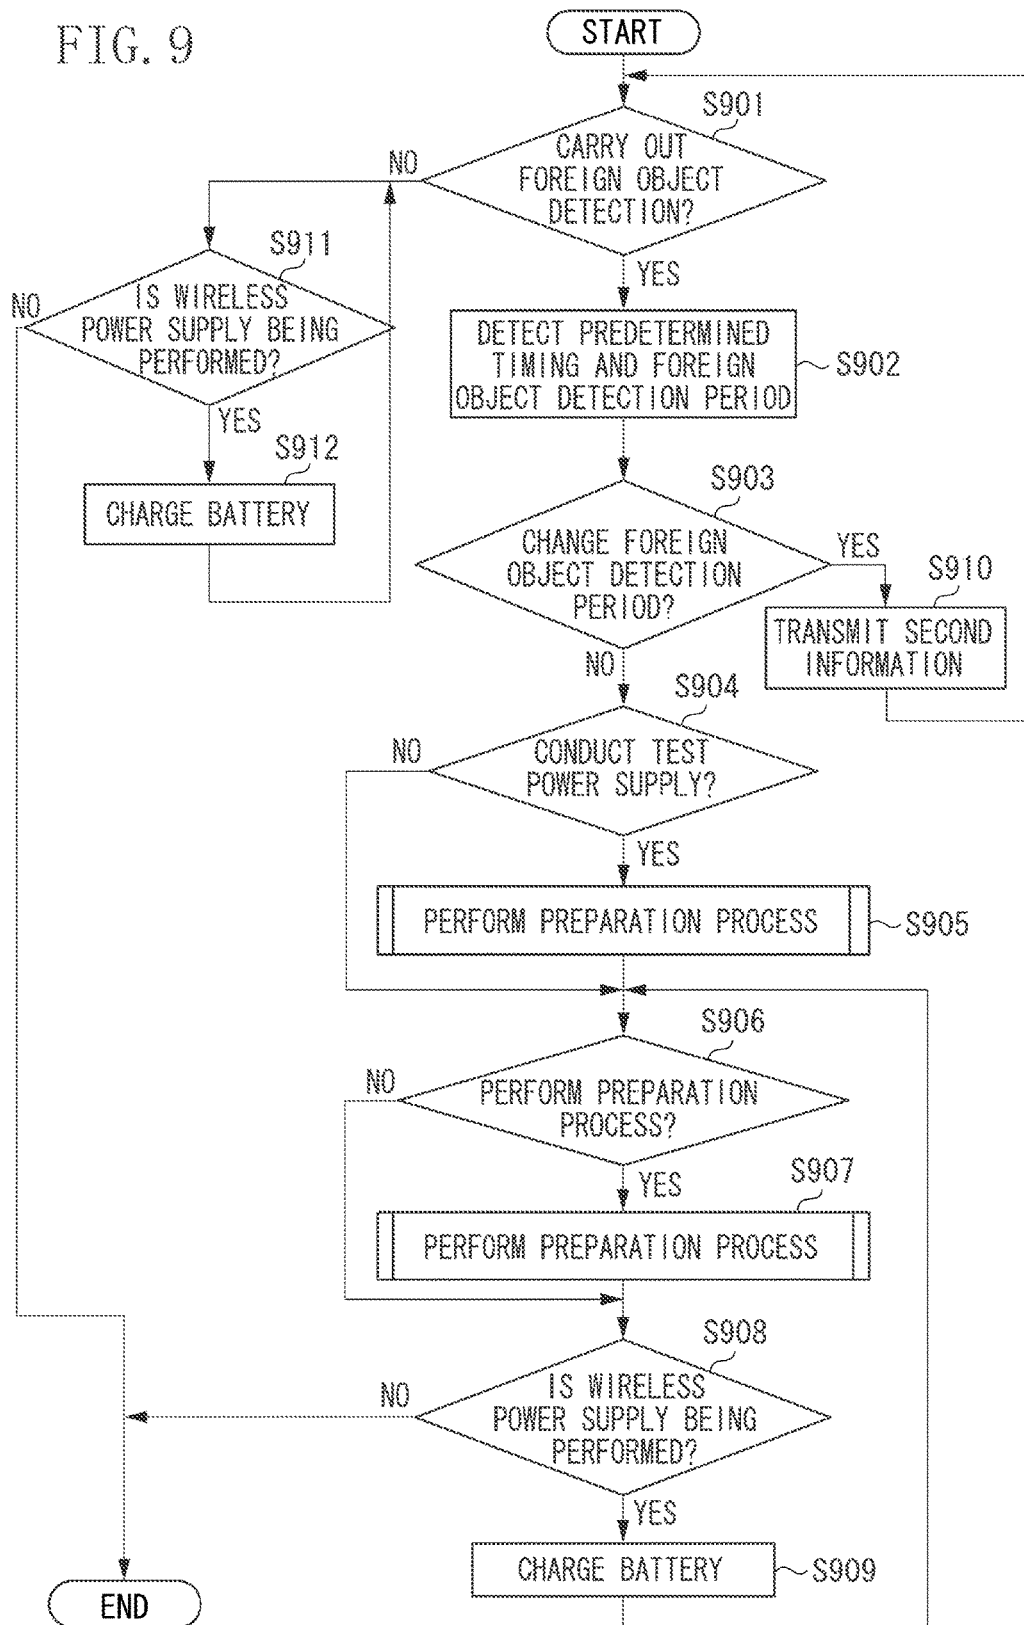 FIG. 9
START
S901
CARRY OUT
FOREIGN OBJECT
DETECTION?
NO
YES
S911
NO
IS WIRELESS
POWER SUPPLY BEING
PERFORMED?
YES
S912
CHARGE BATTERY
DETECT PREDETERMINED
TIMING AND FOREIGN
OBJECT DETECTION PERIOD
S902
S903
CHANGE FOREIGN
OBJECT DETECTION
PERIOD?
YES
NO
S910
TRANSMIT SECOND
INFORMATION
S904
NO
CONDUCT TEST
POWER SUPPLY?
YES
PERFORM PREPARATION PROCESS
S905
S906
NO
PERFORM PREPARATION
PROCESS?
YES
S907
PERFORM PREPARATION PROCESS
S908
NO
IS WIRELESS
POWER SUPPLY BEING
PERFORMED?
YES
CHARGE BATTERY
S909
END